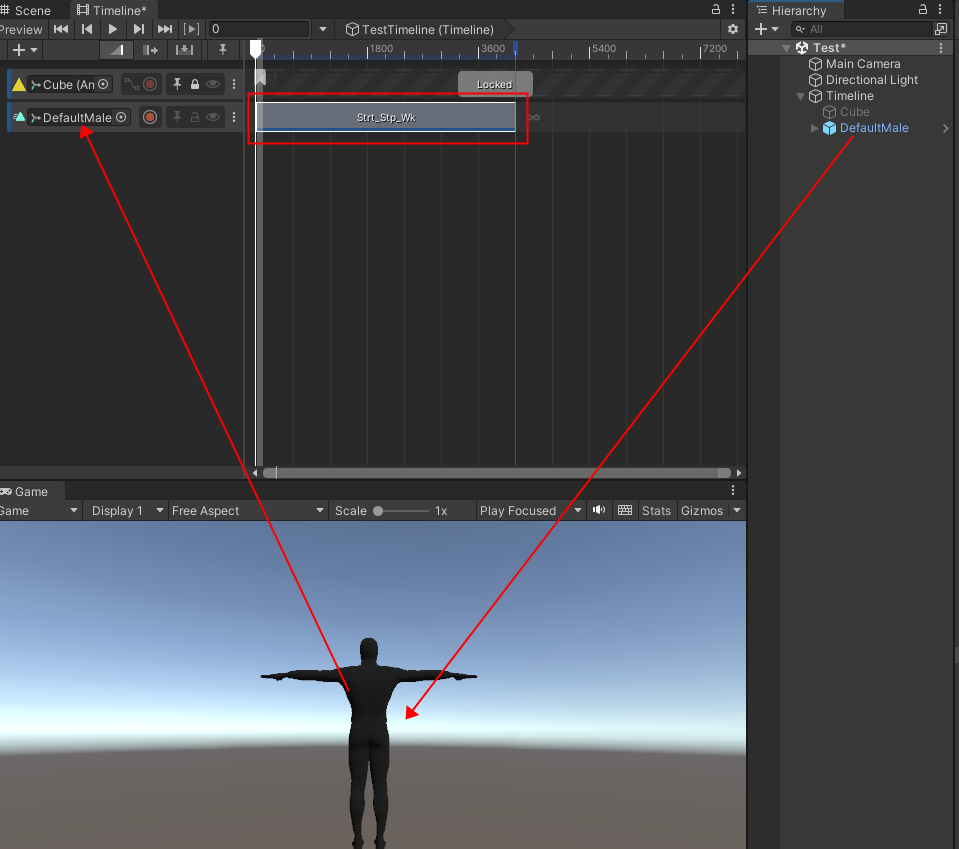 Scene
Timeline*
Preview
0
TestTimeline (Timeline)
0
1800
3600
5400
7200
Cube (An
Locked
DefaultMale
Strt_Stp_Wk
Hierarchy
All
Test*
Main Camera
Directional Light
Timeline
Cube
DefaultMale
Game
Game
Display 1
Free Aspect
Scale
1x
Play Focused
Stats
Gizmos